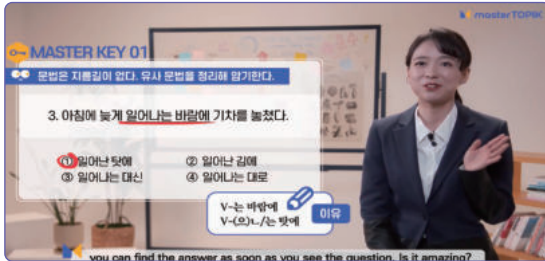 masterTOPIK
MASTER KEY 01
문법은 지름길이 없다. 유사 문법을 정리해 암기한다.
3. 아침에 늦게 일어나는 바람에 기차를 놓쳤다.
① 일어난 탓에 ② 일어난 김에
③ 일어나는 대신 ④ 일어나는 대로
V-는 바람에
V-(으)ㄴ/는 탓에
이유
you can find the answer as soon as you see the question. Is it amazing?